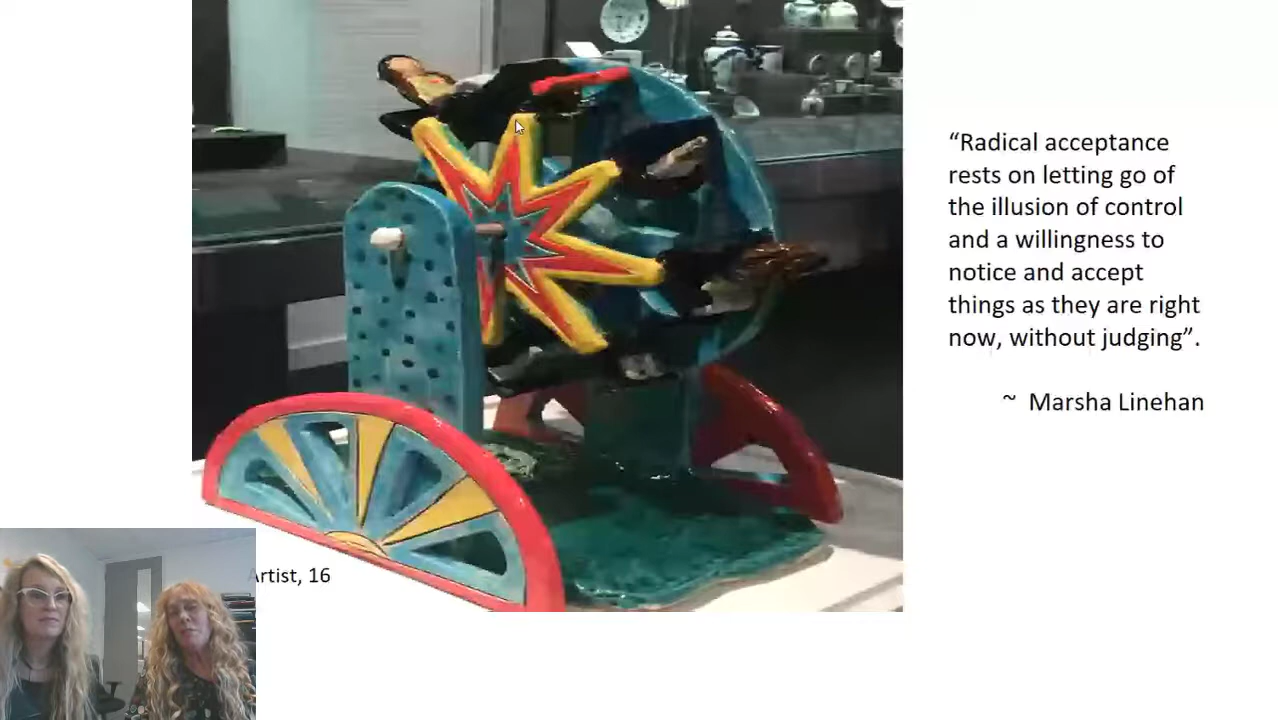 “Radical acceptance
rests on letting go of
the illusion of control
and a willingness to
notice and accept
things as they are right
now, without judging”.
~ Marsha Linehan
Artist, 16